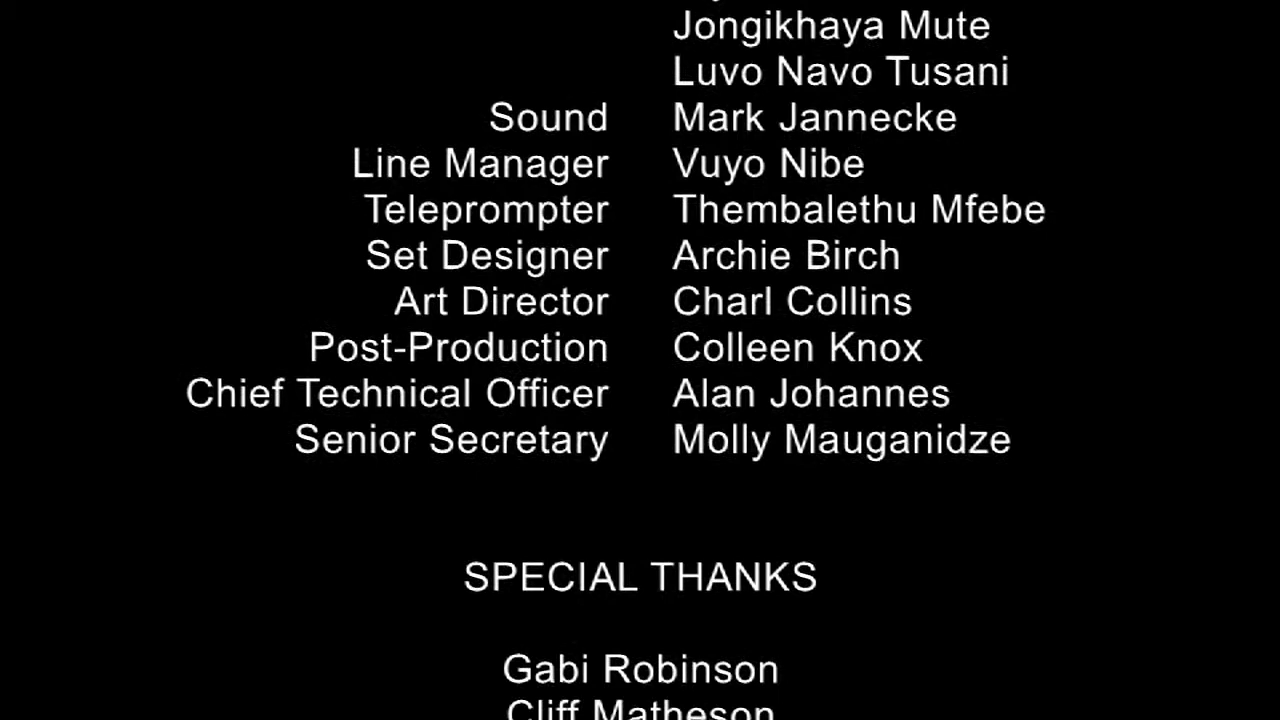 Jongikhaya Mute
Luvo Navo Tusani
Sound Mark Jannecke
Line Manager Vuyo Nibe
Teleprompter Thembalethu Mfebe
Set Designer Archie Birch
Art Director Charl Collins
Post-Production Colleen Knox
Chief Technical Officer Alan Johannes
Senior Secretary Molly Mauganidze
SPECIAL THANKS
Gabi Robinson
Cliff Matheson